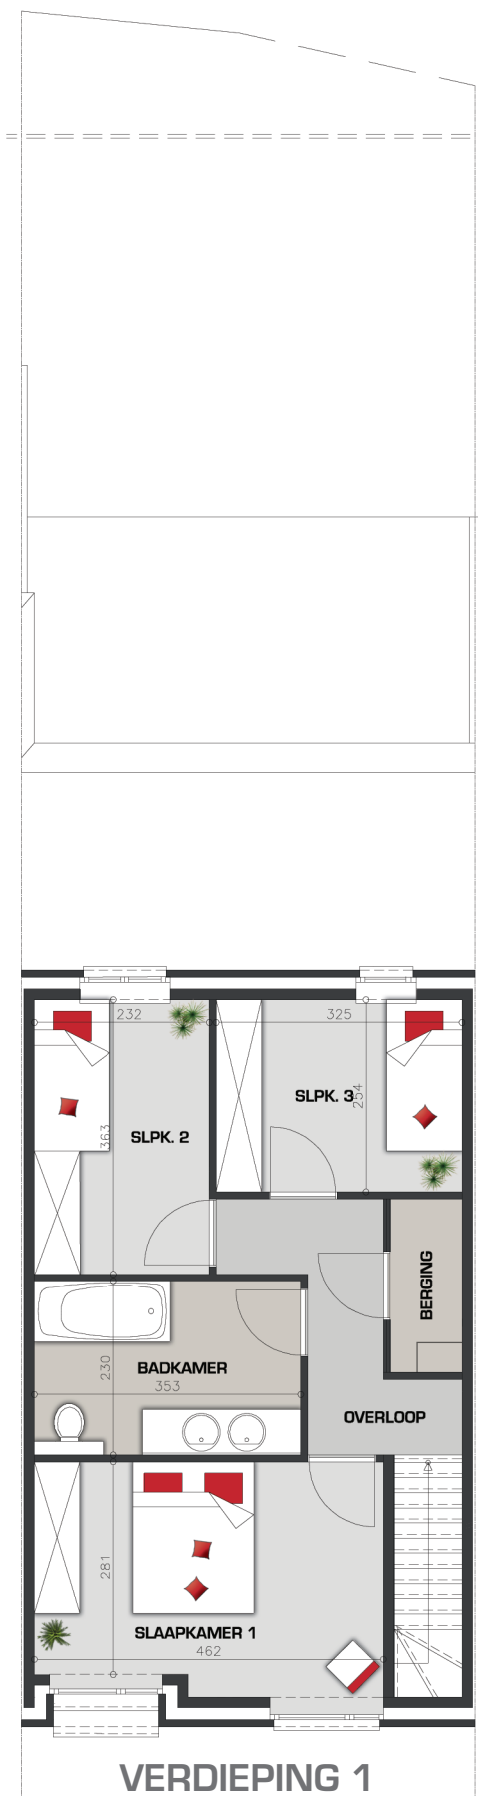 232
325
SLPK. 3
254
363
SLPK. 2
BERGING
BADKAMER
230
353
OVERLOOP
281
SLAAPKAMER 1
462
VERDIEPING 1